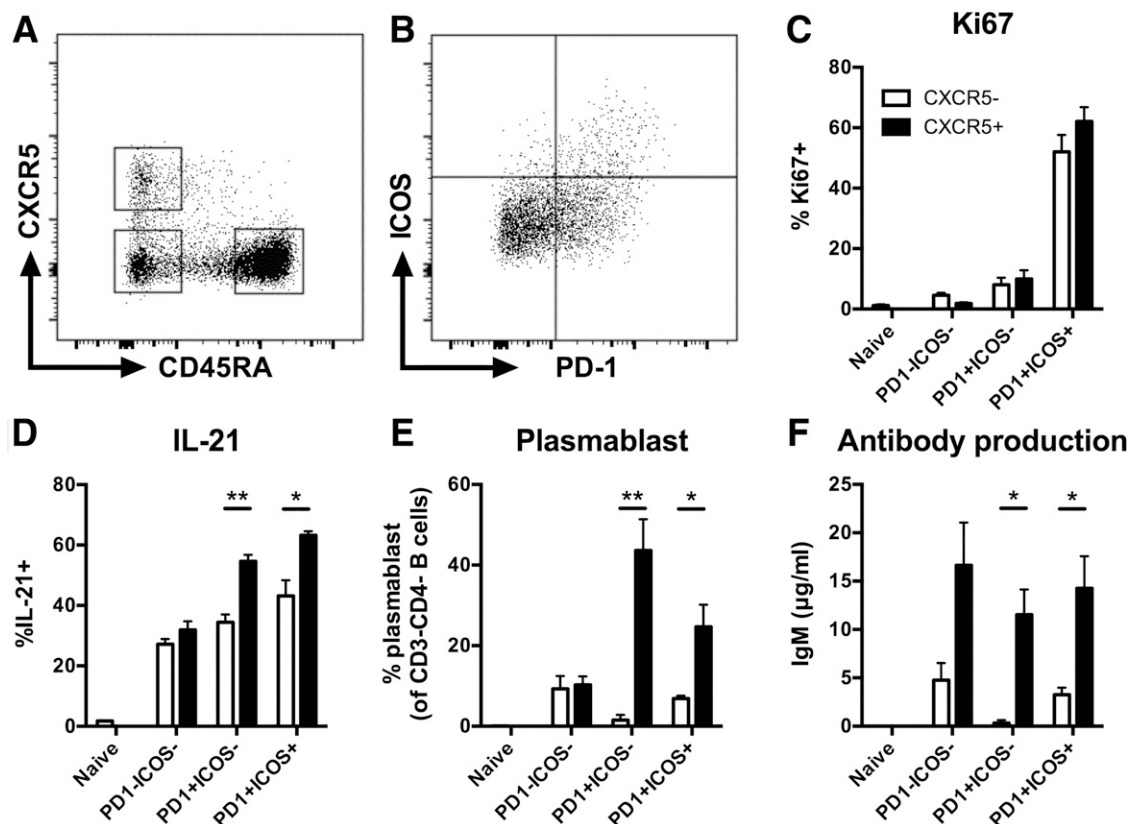 A
CXCR5
CD45RA
B
ICOS
PD-1
C
Ki67
CXCR5-
CXCR5+
% Ki67+
80
60
40
20
0
Naive
PD1-ICOS-
PD1+ICOS-
PD1+ICOS+
D
IL-21
%IL-21+
80
60
40
20
0
**
*
Naive
PD1-ICOS-
PD1+ICOS-
PD1+ICOS+
E
Plasmablast
% plasmablast
(of CD3-CD4- B cells)
60
40
20
0
**
*
Naive
PD1-ICOS-
PD1+ICOS-
PD1+ICOS+
F
Antibody production
IgM (µg/ml)
25
20
15
10
5
0
*
*
Naive
PD1-ICOS-
PD1+ICOS-
PD1+ICOS+